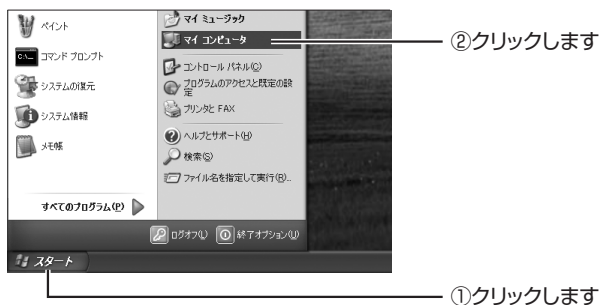 ペイント
コマンド プロンプト
システムの復元
システム情報
メモ帳
すべてのプログラム(P)
マイ ミュージック
マイ コンピュータ
コントロール パネル(C)
プログラムのアクセスと既定の設
定
プリンタと FAX
ヘルプとサポート(H)
検索(S)
ファイル名を指定して実行(R)...
ログオフ(L)
終了オプション(U)
スタート
②クリックします
①クリックします